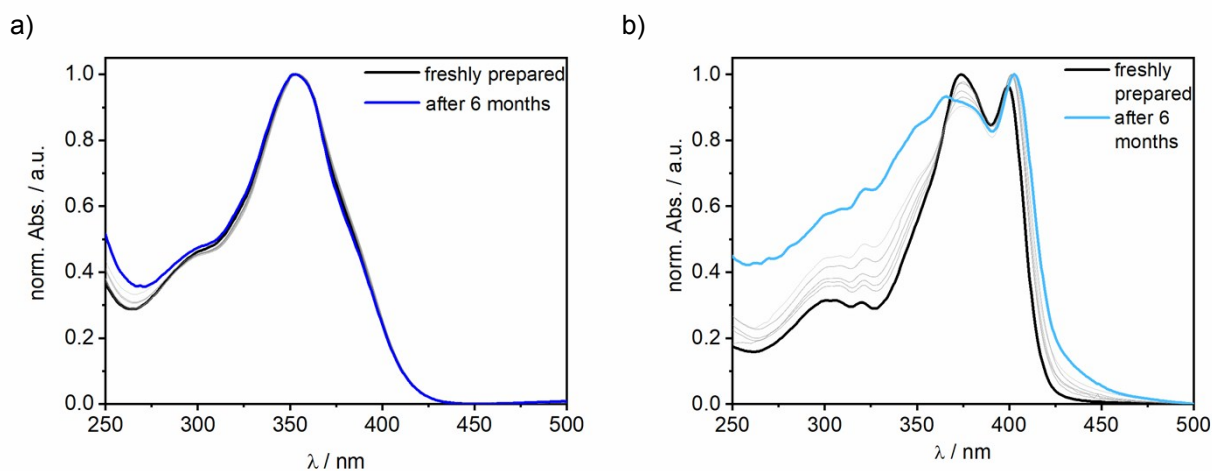 a)
norm. Abs. / a.u.
1.0
0.8
0.6
0.4
0.2
0.0
freshly prepared
after 6 months
250 300 350 400 450 500
λ / nm
b)
norm. Abs. / a.u.
1.0
0.8
0.6
0.4
0.2
0.0
freshly
prepared
after 6
months
250 300 350 400 450 500
λ / nm